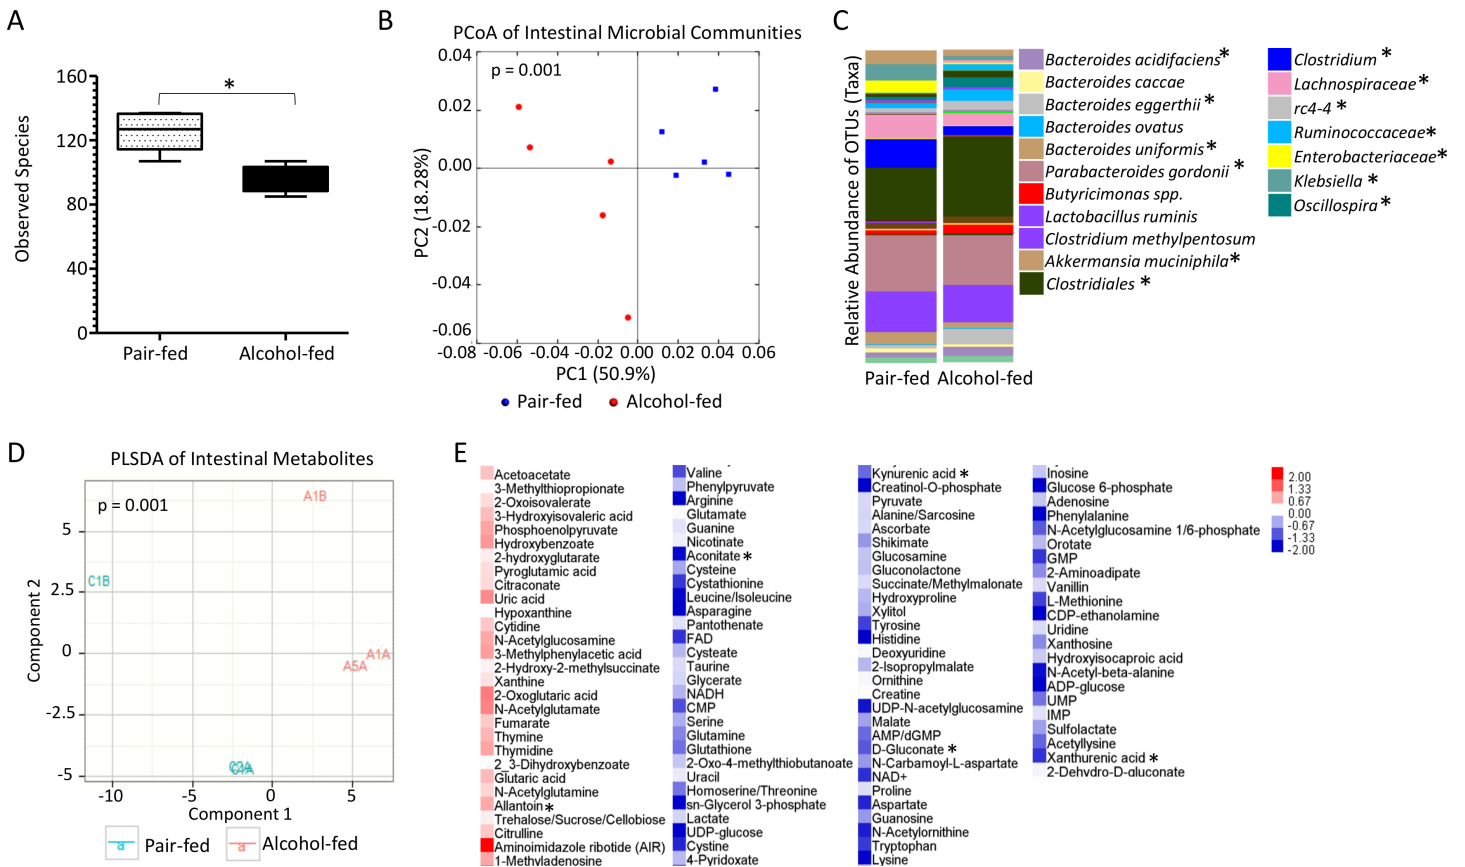 A
160
120
80
40
0
Observed Species
*
Pair-fed
Alcohol-fed
B
PCoA of Intestinal Microbial Communities
p = 0.001
0.04
0.02
0.00
-0.02
-0.04
-0.06
PC2 (18.28%)
-0.08
-0.06
-0.04
-0.02
0.00
0.02
0.04
0.06
PC1 (50.9%)
Pair-fed
Alcohol-fed
C
Relative Abundance of OTUs (Taxa)
Pair-fed
Alcohol-fed
Bacteroides acidifaciens*
Bacteroides caccae
Bacteroides eggerthii *
Bacteroides ovatus
Bacteroides uniformis*
Parabacteroides gordonii *
Butyricimonas spp.
Lactobacillus ruminis
Clostridium methylpentosum
Akkermansia muciniphila*
Clostridiales *
Clostridium *
Lachnospiraceae *
rc4-4 *
Ruminococcaceae*
Enterobacteriaceae*
Klebsiella *
Oscillospira *
D
PLSDA of Intestinal Metabolites
p = 0.001
A1B
C1B
A1A
A5A
5
2.5
0
-2.5
-5
Component 2
-10
-5
0
5
Component 1
a
Pair-fed
a
Alcohol-fed
E
Acetoacetate
3-Methylthiopropionate
2-Oxoisovalerate
3-Hydroxyisovaleric acid
Phosphoenolpyruvate
Hydroxybenzoate
2-hydroxyglutarate
Pyroglutamic acid
Citraconate
Uric acid
Hypoxanthine
Cytidine
N-Acetylglucosamine
3-Methylphenylacetic acid
2-Hydroxy-2-methylsuccinate
Xanthine
2-Oxoglutaric acid
N-Acetylglutamate
Fumarate
Thymine
Thymidine
2_3-Dihydroxybenzoate
Glutaric acid
N-Acetylglutamine
Allantoin*
Trehalose/Sucrose/Cellobiose
Citrulline
Aminoimidazole ribotide (AIR)
1-Methyladenosine
Valine
Phenylpyruvate
Arginine
Glutamate
Guanine
Nicotinate
Aconitate *
Cysteine
Cystathionine
Leucine/Isoleucine
Asparagine
Pantothenate
FAD
Cysteate
Taurine
Glycerate
NADH
CMP
Serine
Glutamine
Glutathione
2-Oxo-4-methylthiobutanoate
Uracil
Homoserine/Threonine
sn-Glycerol 3-phosphate
Lactate
UDP-glucose
Cystine
4-Pyridoxate
Kynurenic acid *
Creatinol-O-phosphate
Pyruvate
Alanine/Sarcosine
Ascorbate
Shikimate
Glucosamine
Gluconolactone
Succinate/Methylmalonate
Hydroxyproline
Xylitol
Tyrosine
Histidine
Deoxyuridine
2-Isopropylmalate
Ornithine
Creatine
UDP-N-acetylglucosamine
Malate
AMP/dGMP
D-Gluconate *
N-Carbamoyl-L-aspartate
NAD+
Proline
Aspartate
Guanosine
N-Acetylornithine
Tryptophan
Lysine
Inosine
Glucose 6-phosphate
Adenosine
Phenylalanine
N-Acetylglucosamine 1/6-phosphate
Orotate
GMP
2-Aminoadipate
Vanillin
L-Methionine
CDP-ethanolamine
Uridine
Xanthosine
Hydroxyisocaproic acid
N-Acetyl-beta-alanine
ADP-glucose
UMP
IMP
Sulfolactate
Acetyllysine
Xanthurenic acid *
2-Dehydro-D-gluconate
2.00
1.33
0.67
0.00
-0.67
-1.33
-2.00